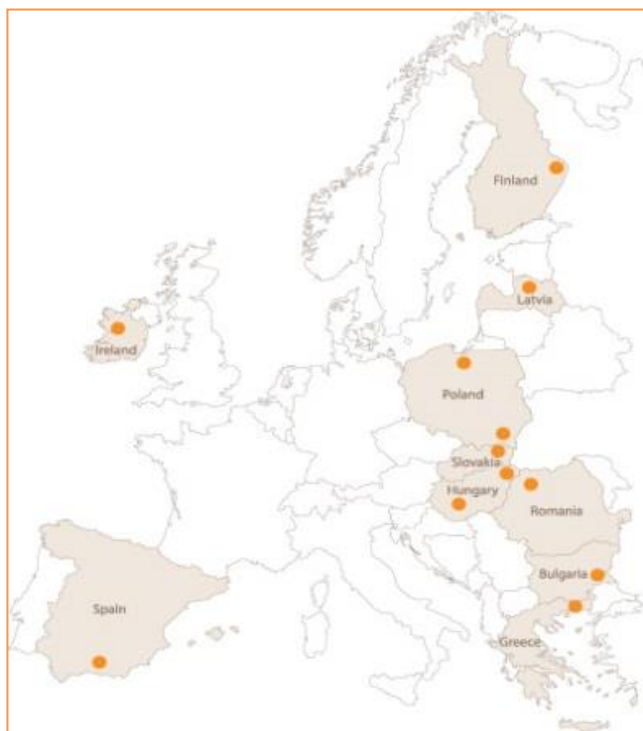 Finland
Latvia
Ireland
Poland
Slovakia
Hungary
Romania
Bulgaria
Spain
Greece